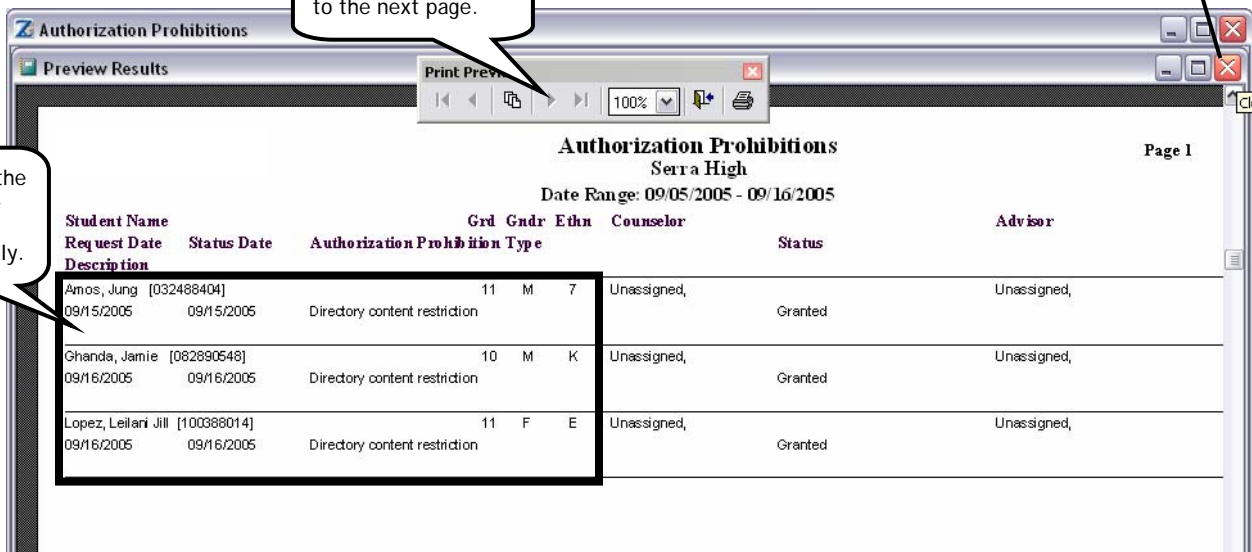 to the next page.
Authorization Prohibitions
Preview Results
Print Previ
100%
the
ly.
Authorization Prohibitions
Page 1
Serra High
Date Range: 09/05/2005 - 09/16/2005
Student Name Grd Gndr Ethn Counselor Advisor
Request Date Status Date Authorization Prohibition Type Status
Description
Amos, Jung [032488404] 11 M 7 Unassigned, Unassigned,
09/15/2005 09/15/2005 Directory content restriction Granted
Ghanda, Jamie [082890548] 10 M K Unassigned, Unassigned,
09/16/2005 09/16/2005 Directory content restriction Granted
Lopez, Leilani Jill [100388014] 11 F E Unassigned, Unassigned,
09/16/2005 09/16/2005 Directory content restriction Granted